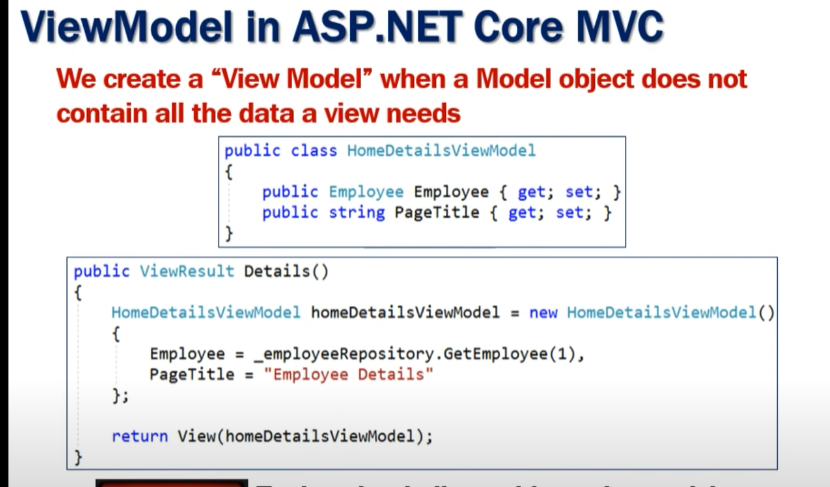 ViewModel in ASP.NET Core MVC
We create a “View Model” when a Model object does not
contain all the data a view needs
public class HomeDetailsViewModel
{
public Employee Employee { get; set; }
public string PageTitle { get; set; }
}
public ViewResult Details()
{
HomeDetailsViewModel homeDetailsViewModel = new HomeDetailsViewModel()
{
Employee = _employeeRepository.GetEmployee(1),
PageTitle = "Employee Details"
};
return View(homeDetailsViewModel);
}